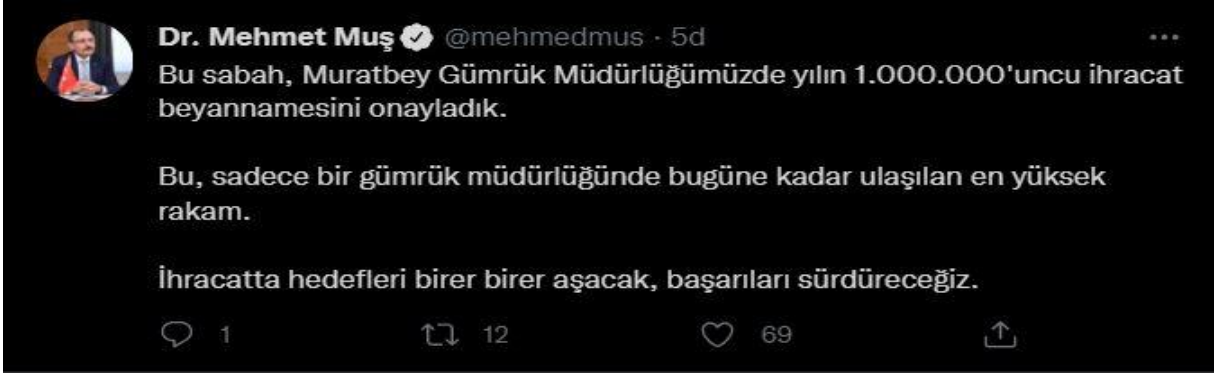 Dr. Mehmet Muş @mehmedmus · 5d
Bu sabah, Muratbey Gümrük Müdürlüğümüzde yılın 1.000.000'uncu ihracat
beyannamesini onayladık.
Bu, sadece bir gümrük müdürlüğünde bugüne kadar ulaşılan en yüksek
rakam.
İhracatta hedefleri birer birer aşacak, başarıları sürdüreceğiz.
1 12 69